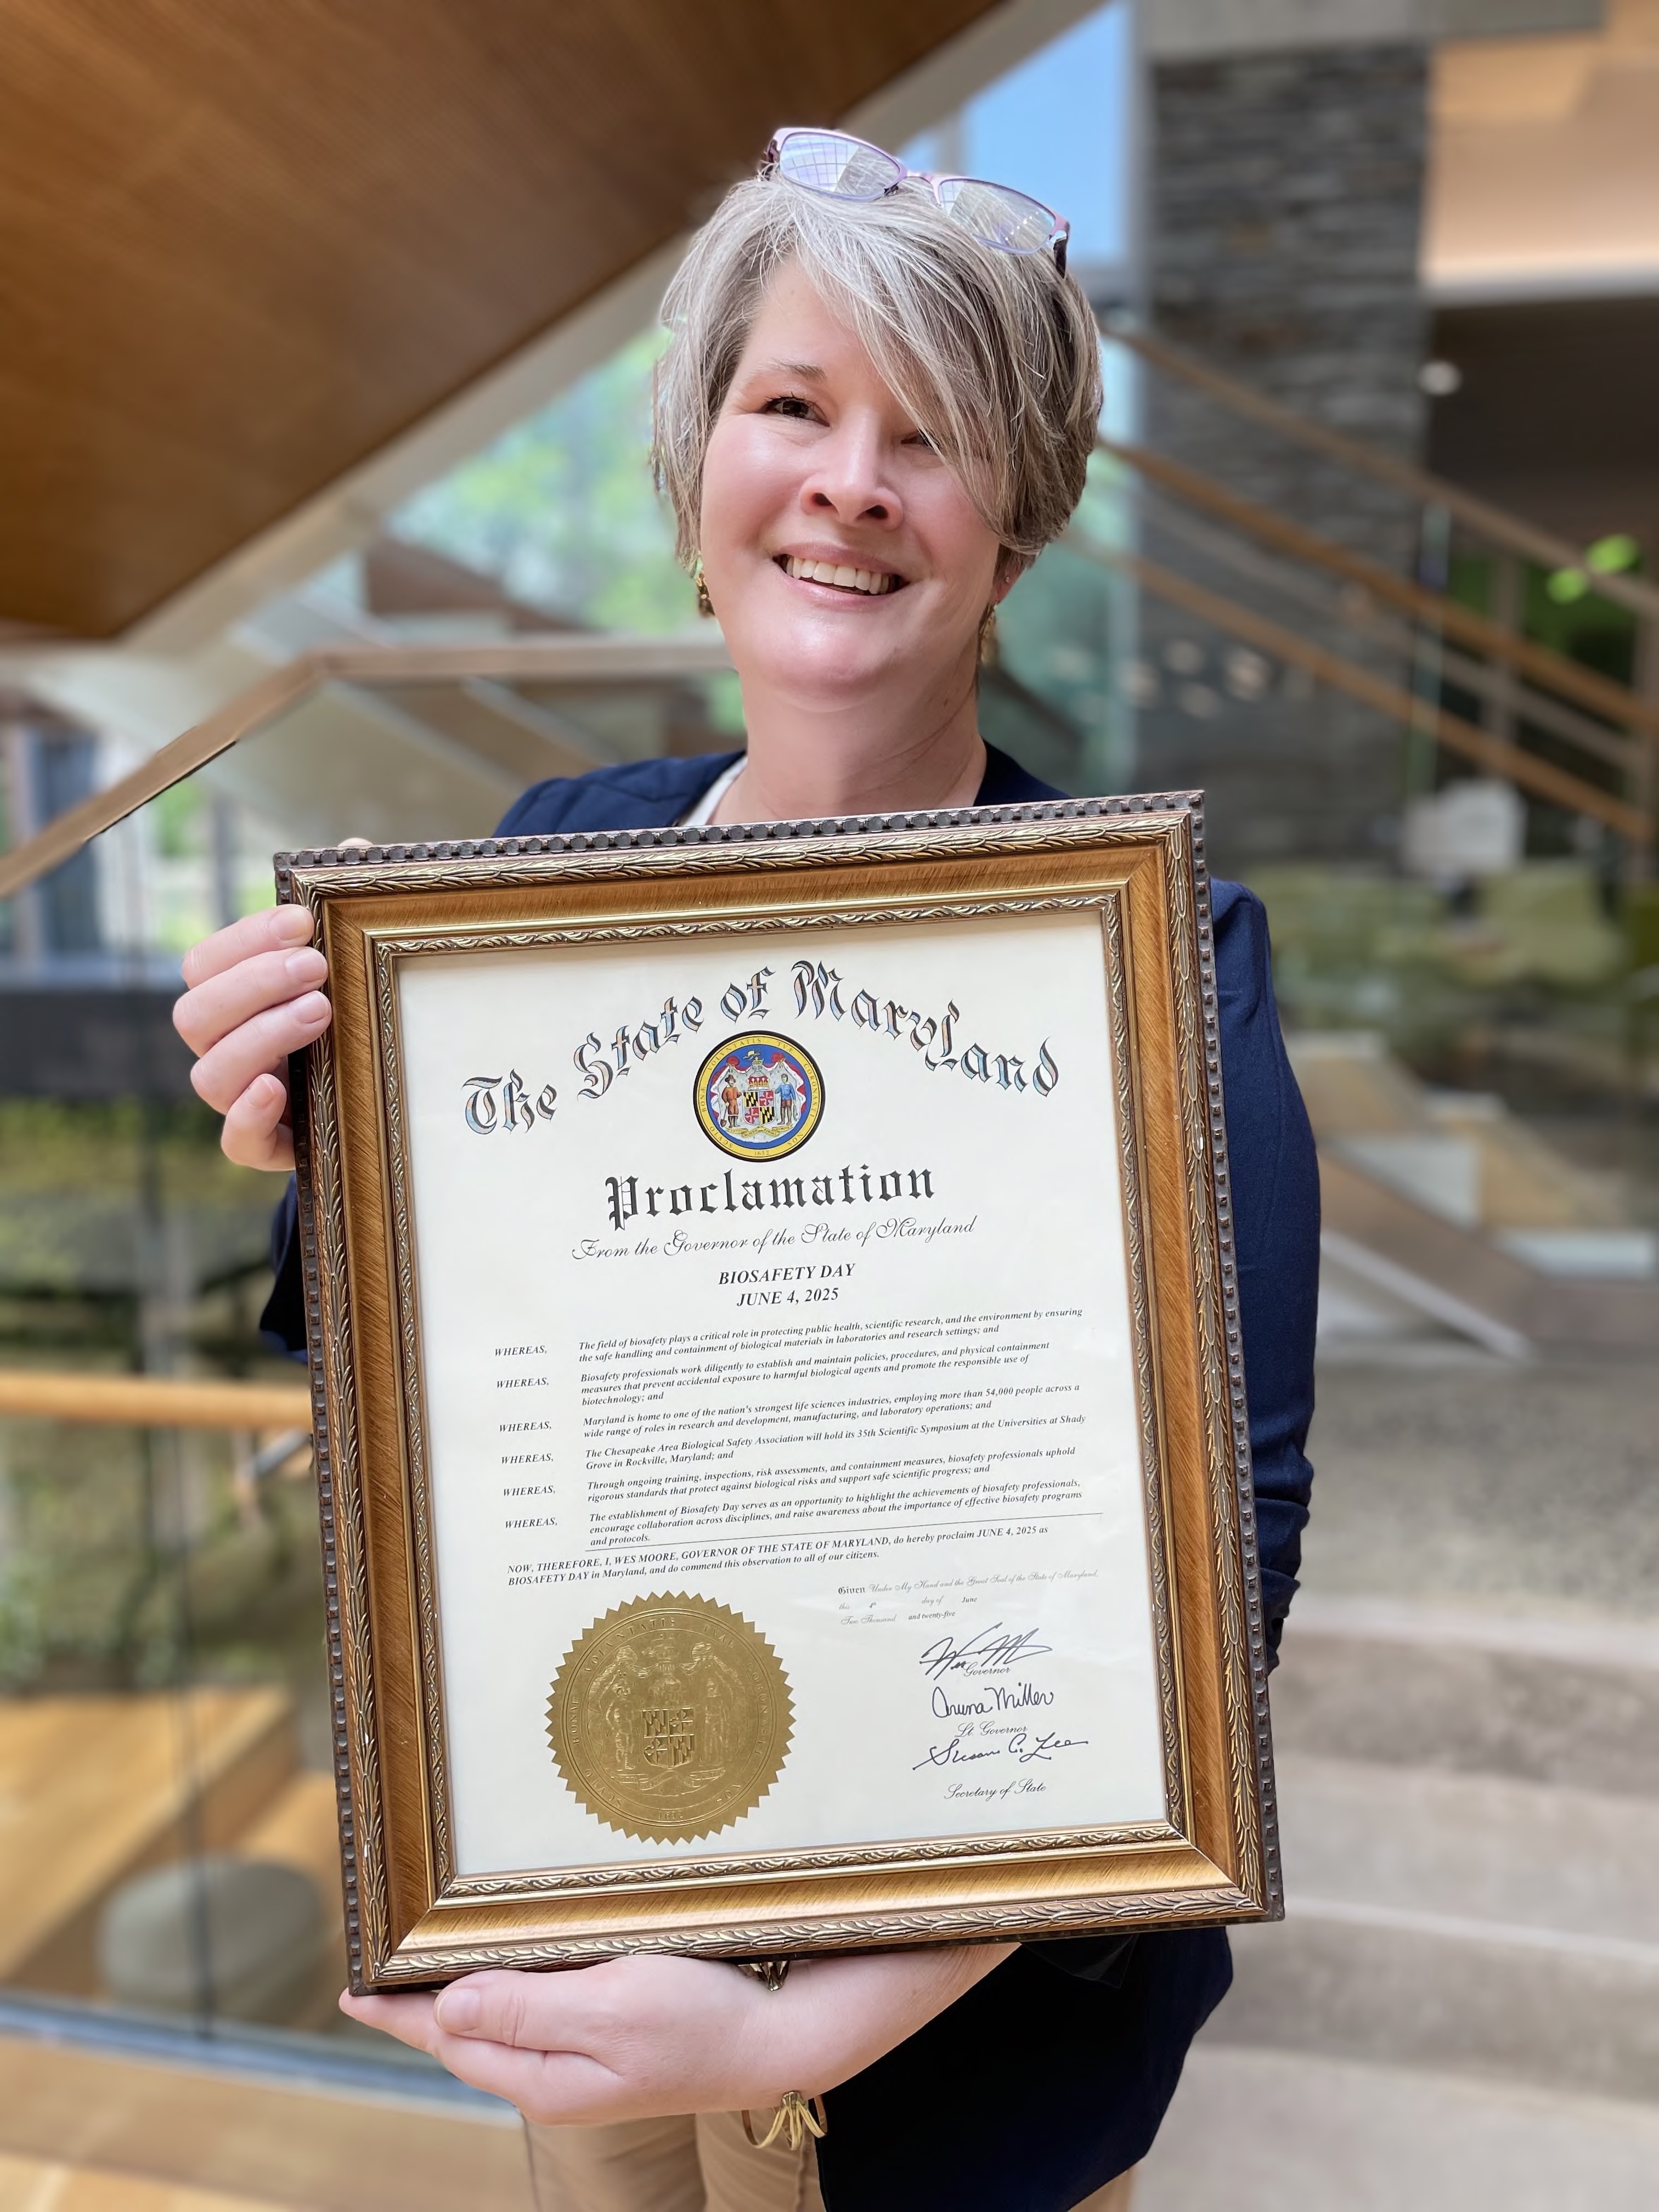 The State of Maryland
Proclamation
From the Governor of the State of Maryland
BIOSAFETY DAY
JUNE 4, 2025
WHEREAS, The field of biosafety plays a critical role in protecting public health, scientific research, and the environment by ensuring
the safe handling and containment of biological materials in laboratories and research settings; and
WHEREAS, Biosafety professionals work diligently to establish and maintain policies, procedures, and physical containment
measures that prevent accidental exposure to harmful biological agents and promote the responsible use of
biotechnology; and
WHEREAS, Maryland is home to one of the nation's strongest life sciences industries, employing more than 54,000 people across a
wide range of roles in research and development, manufacturing, and laboratory operations; and
WHEREAS, The Chesapeake Area Biological Safety Association will hold its 35th Scientific Symposium at the Universities at Shady
Grove in Rockville, Maryland; and
WHEREAS, Through ongoing training, inspections, risk assessments, and containment measures, biosafety professionals uphold
rigorous standards that protect against biological risks and support safe scientific progress; and
WHEREAS, The establishment of Biosafety Day serves as an opportunity to highlight the achievements of biosafety professionals,
encourage collaboration across disciplines, and raise awareness about the importance of effective biosafety programs
and protocols.
NOW, THEREFORE, I, WES MOORE, GOVERNOR OF THE STATE OF MARYLAND, do hereby proclaim JUNE 4, 2025 as
BIOSAFETY DAY in Maryland, and do commend this observation to all of our citizens.
Given Under My Hand and the Great Seal of the State of Maryland,
this 4th day of June
Two Thousand and twenty-five
Governor
Aruna Miller
Lt. Governor
Susan C. Lee
Secretary of State